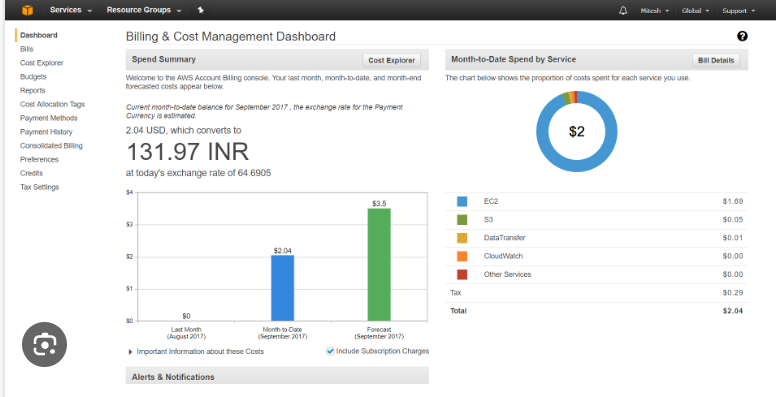 Services Resource Groups Mitesh Global Support
Dashboard
Bills
Cost Explorer
Budgets
Reports
Cost Allocation Tags
Payment Methods
Payment History
Consolidated Billing
Preferences
Credits
Tax Settings
Billing & Cost Management Dashboard ?
Spend Summary Cost Explorer
Welcome to the AWS Account Billing console. Your last month, month-to-date, and month-end
forecasted costs appear below.
Current month-to-date balance for September 2017 , the exchange rate for the Payment
Currency is estimated.
2.04 USD, which converts to
131.97 INR
at today's exchange rate of 64.6905
$4
$3
$2
$1
$0
$0
$2.04
$3.5
Last Month Month-to-Date Forecast
(August 2017) (September 2017) (September 2017)
Important Information about these Costs Include Subscription Charges
Alerts & Notifications
Month-to-Date Spend by Service Bill Details
The chart below shows the proportion of costs spent for each service you use.
$2
EC2 $1.69
S3 $0.05
DataTransfer $0.01
CloudWatch $0.00
Other Services $0.00
Tax $0.29
Total $2.04